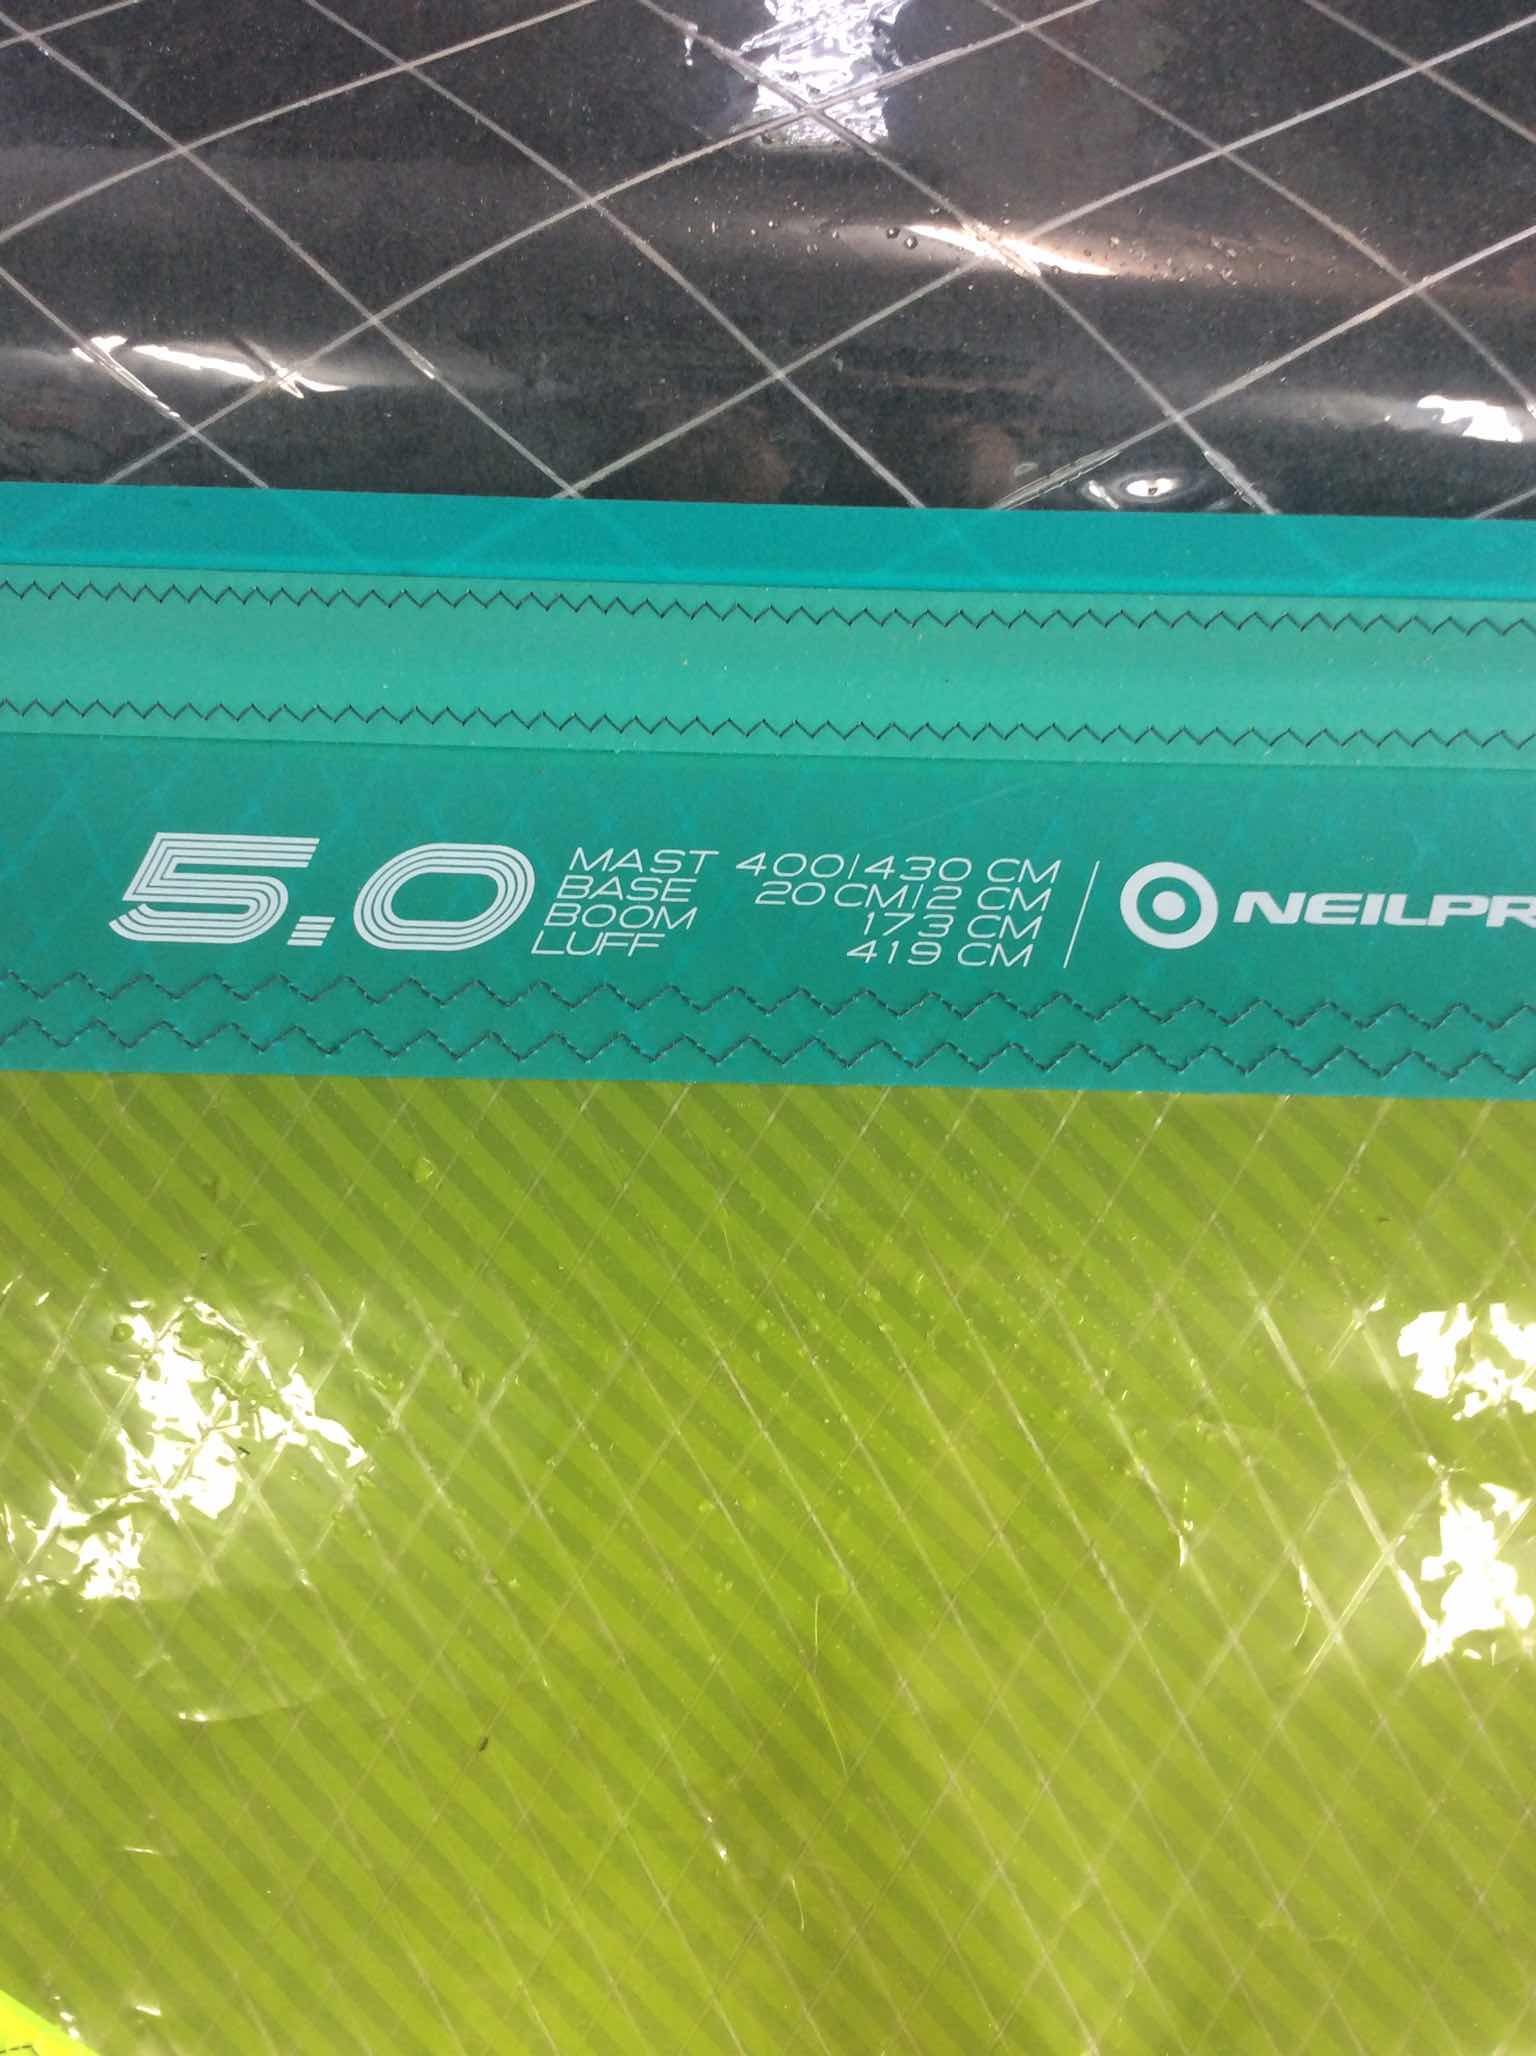 5.0
MAST 400|430 CM
BASE 20 CM|2 CM
BOOM 173 CM
LUFF 419 CM
NEILPR